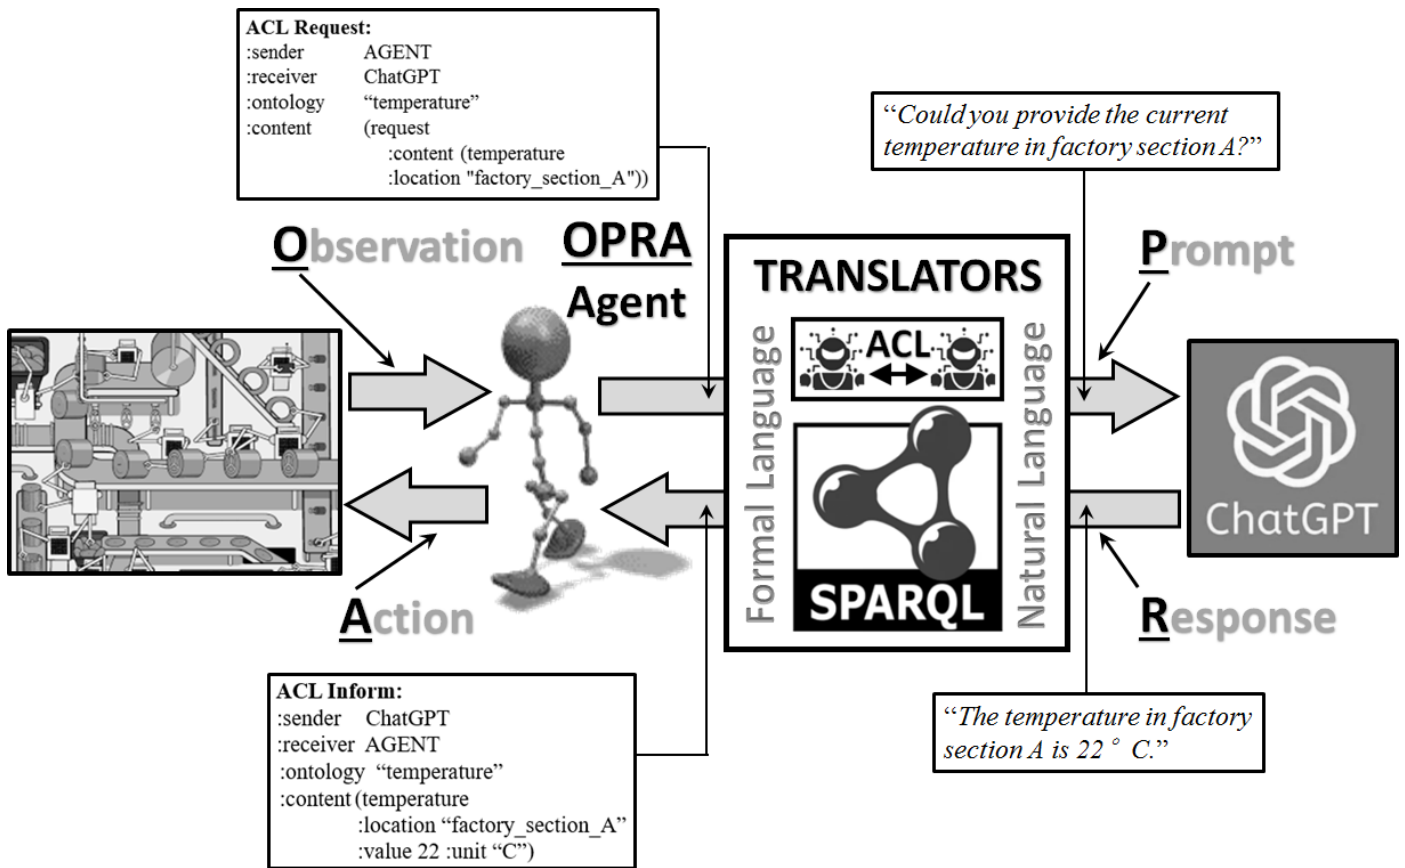 ACL Request:
:sender AGENT
:receiver ChatGPT
:ontology “temperature”
:content (request
:content (temperature
:location "factory_section_A"))
“Could you provide the current
temperature in factory section A?”
Observation
OPRA
Agent
TRANSLATORS
Prompt
Formal Language
ACL
Natural Language
SPARQL
ChatGPT
Action
Response
ACL Inform:
:sender ChatGPT
:receiver AGENT
:ontology “temperature”
:content (temperature
:location “factory_section_A”
:value 22 :unit “C”)
“The temperature in factory
section A is 22 ° C.”